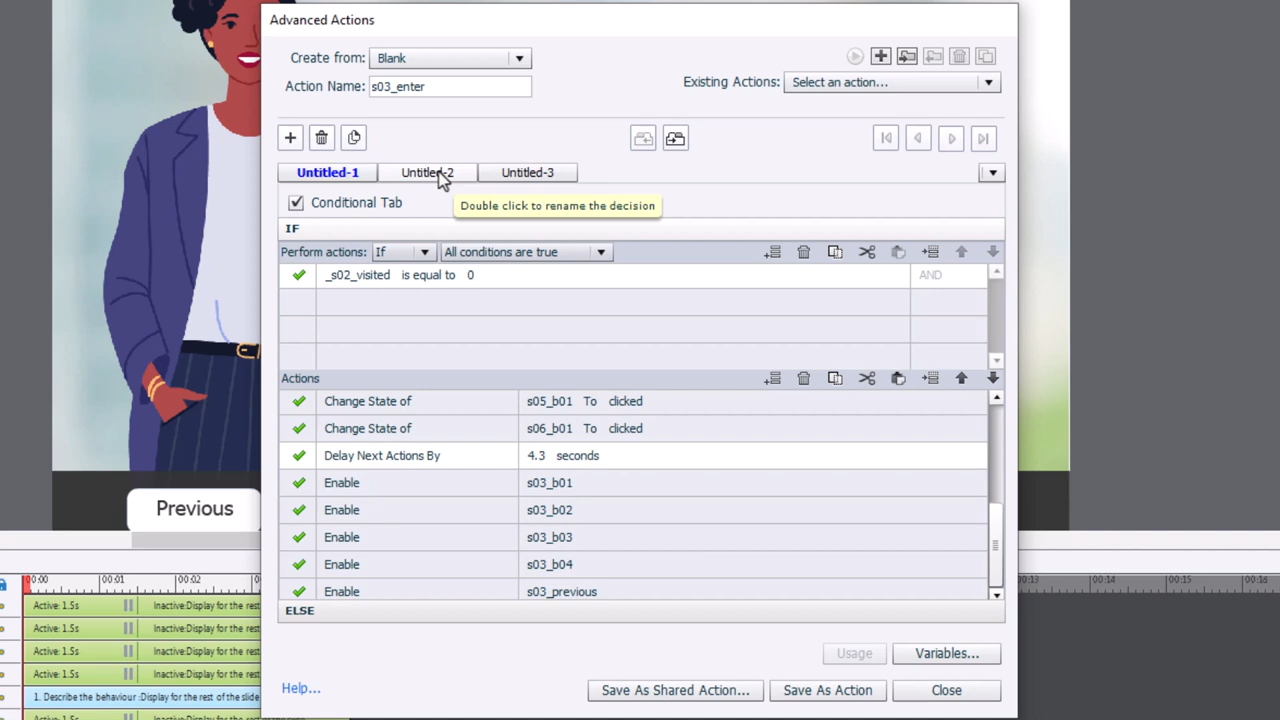 Advanced Actions
Create from: Blank
Action Name: s03_enter
Existing Actions: Select an action...
Untitled-1 Untitled-2 Untitled-3
Conditional Tab
Double click to rename the decision
IF
Perform actions: If All conditions are true
_s02_visited is equal to 0 AND
Actions
Change State of s05_b01 To clicked
Change State of s06_b01 To clicked
Delay Next Actions By 4.3 seconds
Enable s03_b01
Previous
Enable s03_b02
Enable s03_b03
Enable s03_b04
00:00 00:01 00:02 00:13 00:14 00:15 00:16
Enable s03_previous
Active: 1.5s Inactive:Display for the rest
ELSE
Active: 1.5s Inactive:Display for the rest
Active: 1.5s Inactive:Display for the rest
Usage Variables...
Active: 1.5s Inactive:Display for the rest
Help... Save As Shared Action... Save As Action Close
1. Describe the behaviour :Display for the rest of the slide
Active: 1.5s